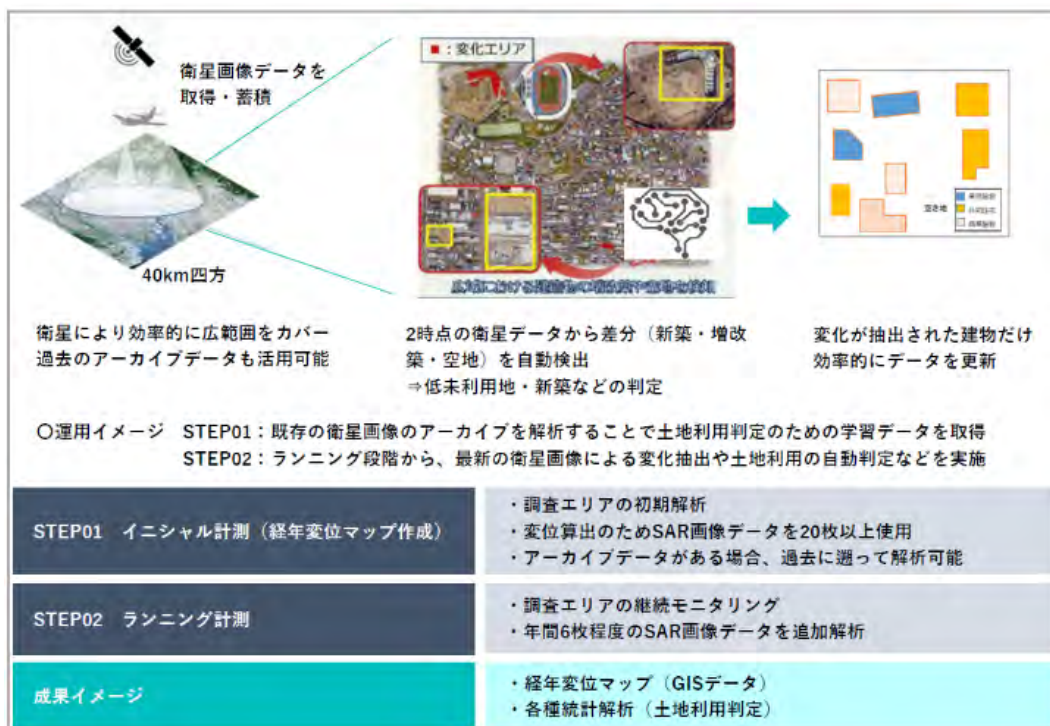 衛星画像データを
取得・蓄積
40km四方
■：変化エリア
空き地
衛星により効率的に広範囲をカバー
過去のアーカイブデータも活用可能
2時点の衛星データから差分（新築・増改
築・空地）を自動検出
⇒低未利用地・新築などの判定
変化が抽出された建物だけ
効率的にデータを更新
〇運用イメージ　STEP01：既存の衛星画像のアーカイブを解析することで土地利用判定のための学習データを取得
STEP02：ランニング段階から、最新の衛星画像による変化抽出や土地利用の自動判定などを実施
STEP01　イニシャル計測（経年変位マップ作成）
・調査エリアの初期解析
・変位算出のためSAR画像データを20枚以上使用
・アーカイブデータがある場合、過去に遡って解析可能
STEP02　ランニング計測
・調査エリアの継続モニタリング
・年間6枚程度のSAR画像データを追加解析
成果イメージ
・経年変位マップ（GISデータ）
・各種統計解析（土地利用判定）